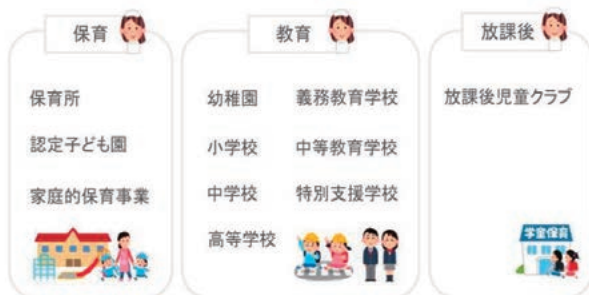 保育
保育所
認定子ども園
家庭的保育事業
教育
幼稚園 義務教育学校
小学校 中等教育学校
中学校 特別支援学校
高等学校
放課後
放課後児童クラブ
学童保育